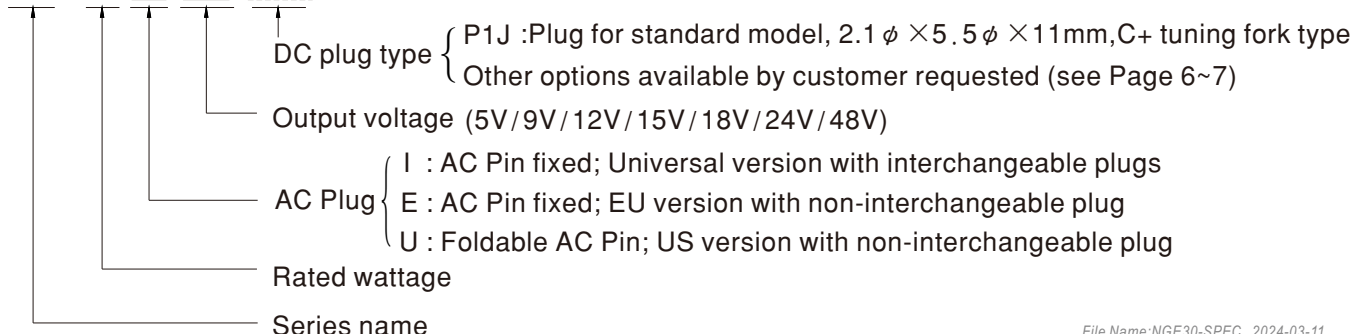 DC plug type
P1J :Plug for standard model, 2.1 φ ×5.5 φ ×11mm,C+ tuning fork type
Other options available by customer requested (see Page 6~7)
Output voltage (5V/9V/12V/15V/18V/24V/48V)
AC Plug
I : AC Pin fixed; Universal version with interchangeable plugs
E : AC Pin fixed; EU version with non-interchangeable plug
U : Foldable AC Pin; US version with non-interchangeable plug
Rated wattage
Series name
File Name:NGE30-SPEC 2024-03-11